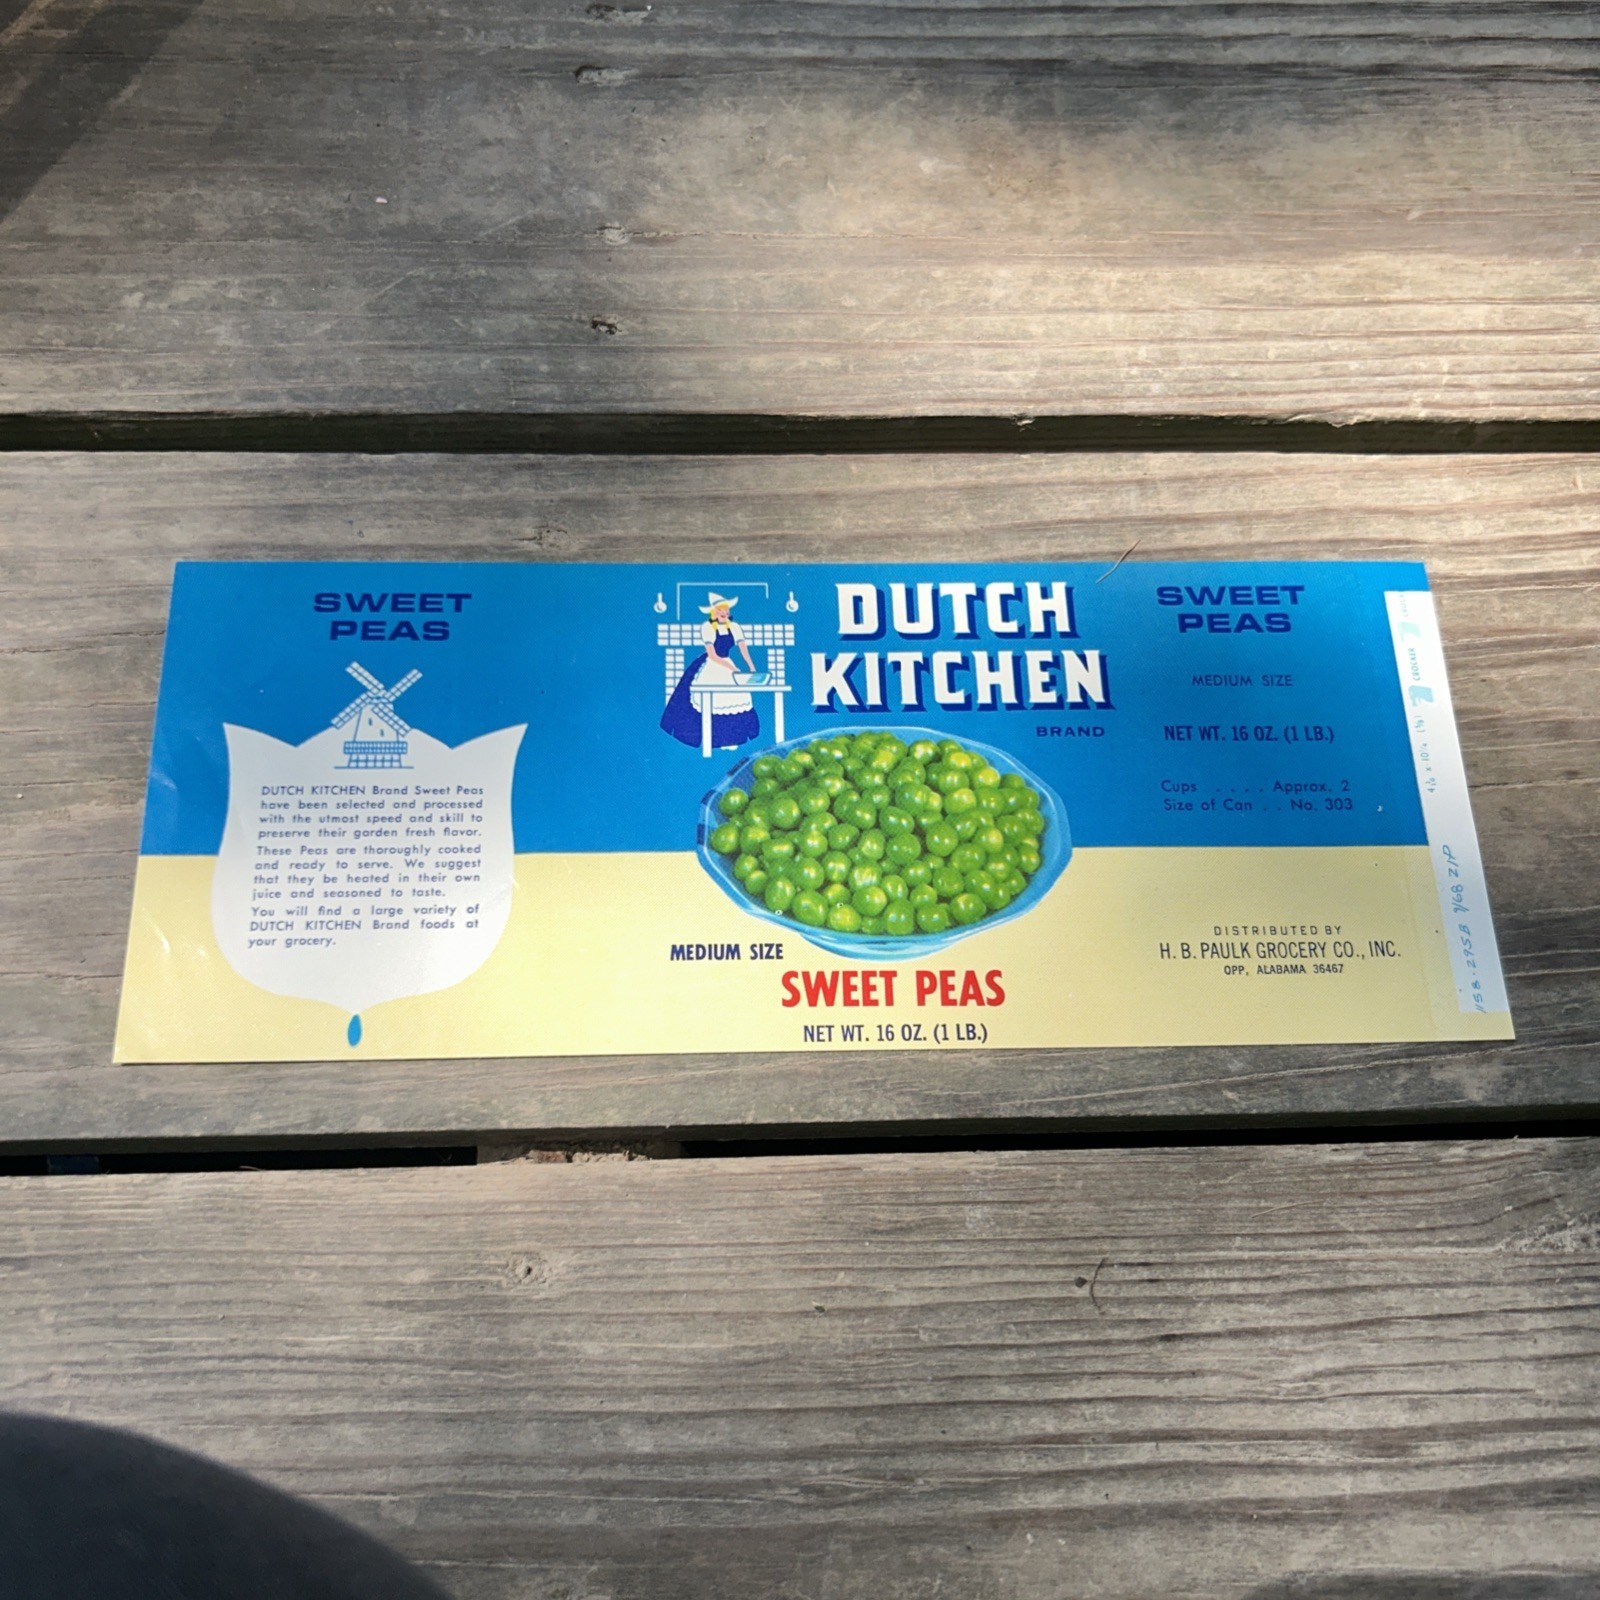 SWEET
PEAS
DUTCH KITCHEN Brand Sweet Peas
have been selected and processed
with the utmost speed and skill to
preserve their garden fresh flavor.
These Peas are thoroughly cooked
and ready to serve. We suggest
that they be heated in their own
juice and seasoned to taste.
You will find a large variety of
DUTCH KITCHEN Brand foods at
your grocery.
DUTCH
KITCHEN
BRAND
MEDIUM SIZE
SWEET PEAS
NET WT. 16 OZ. (1 LB.)
SWEET
PEAS
MEDIUM SIZE
NET WT. 16 OZ. (1 LB.)
Cups . . . . Approx. 2
Size of Can . . No. 303
DISTRIBUTED BY
H. B. PAULK GROCERY CO., INC.
OPP, ALABAMA 36467
CROCKER
9/68 ZIP